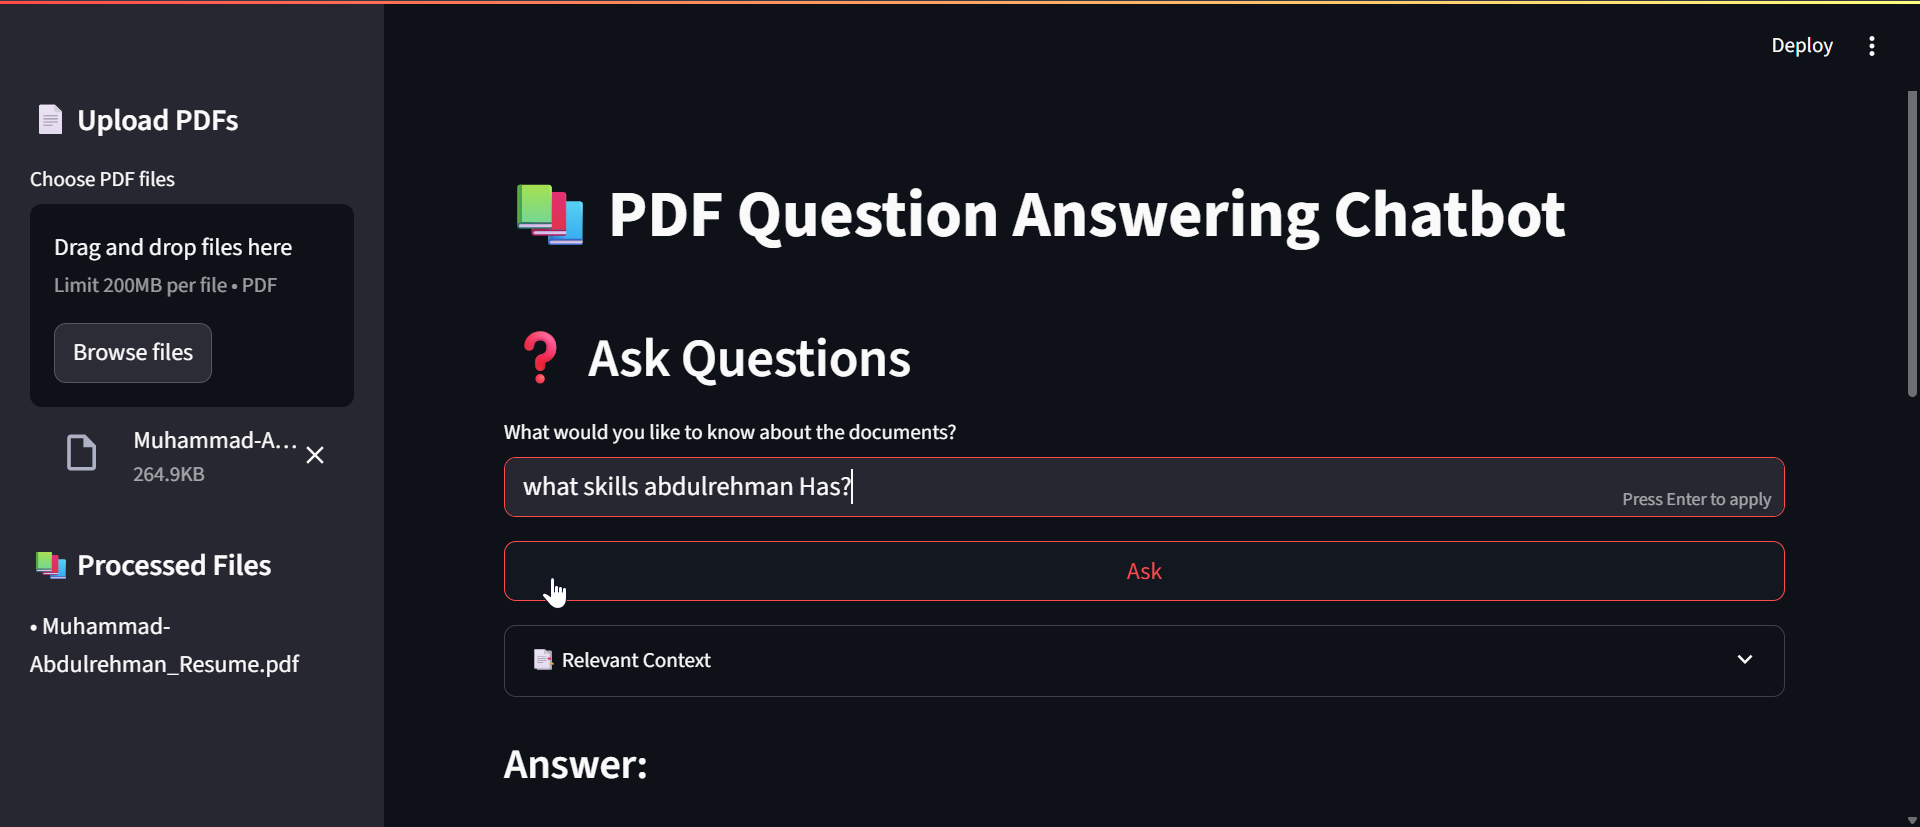 Deploy
Upload PDFs
Choose PDF files
Drag and drop files here
Limit 200MB per file • PDF
Browse files
Muhammad-A...
264.9KB
Processed Files
• Muhammad-
Abdulrehman_Resume.pdf
PDF Question Answering Chatbot
Ask Questions
What would you like to know about the documents?
what skills abdulrehman Has?
Press Enter to apply
Ask
Relevant Context
Answer: